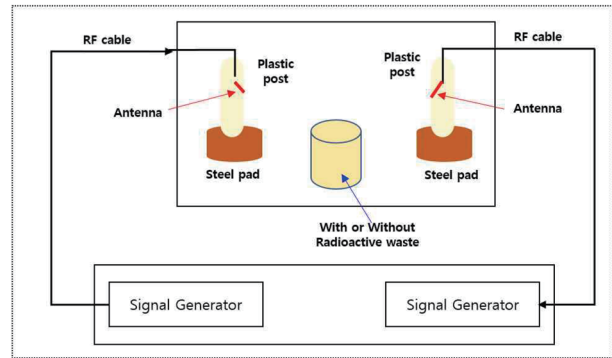 RF cable
RF cable
Plastic
post
Plastic
post
Antenna
Antenna
Steel pad
Steel pad
With or Without
Radioactive waste
Signal Generator
Signal Generator